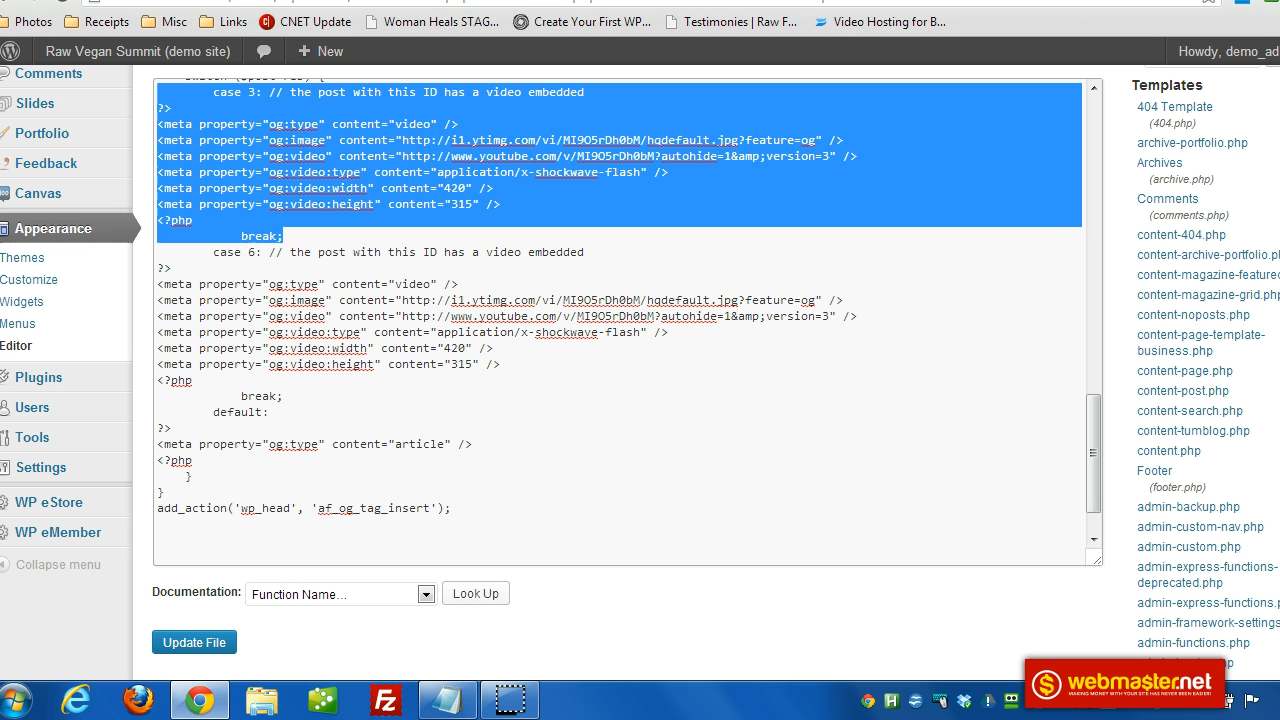 Photos Receipts Misc Links CNET Update Woman Heals STAG... Create Your First WP... Testimonies | Raw F... Video Hosting for B...
Raw Vegan Summit (demo site) + New Howdy, demo_ad
Comments
Slides
Portfolio
Feedback
Canvas
Appearance
Themes
Customize
Widgets
Menus
Editor
Plugins
Users
Tools
Settings
WP eStore
WP eMember
Collapse menu
case 3: // the post with this ID has a video embedded
?>
<meta property="og:type" content="video" />
<meta property="og:image" content="http://i1.ytimg.com/vi/MI9O5rDh0bM/hqdefault.jpg?feature=og" />
<meta property="og:video" content="http://www.youtube.com/v/MI9O5rDh0bM?autohide=1&amp;version=3" />
<meta property="og:video:type" content="application/x-shockwave-flash" />
<meta property="og:video:width" content="420" />
<meta property="og:video:height" content="315" />
<?php
break;
case 6: // the post with this ID has a video embedded
?>
<meta property="og:type" content="video" />
<meta property="og:image" content="http://i1.ytimg.com/vi/MI9O5rDh0bM/hqdefault.jpg?feature=og" />
<meta property="og:video" content="http://www.youtube.com/v/MI9O5rDh0bM?autohide=1&amp;version=3" />
<meta property="og:video:type" content="application/x-shockwave-flash" />
<meta property="og:video:width" content="420" />
<meta property="og:video:height" content="315" />
<?php
break;
default:
?>
<meta property="og:type" content="article" />
<?php
}
}
add_action('wp_head', 'af_og_tag_insert');
Documentation: Function Name... Look Up
Update File
Templates
404 Template
(404.php)
archive-portfolio.php
Archives
(archive.php)
Comments
(comments.php)
content-404.php
content-archive-portfolio.ph
content-magazine-featured
content-magazine-grid.php
content-noposts.php
content-page-template-
business.php
content-page.php
content-post.php
content-search.php
content-tumblog.php
content.php
Footer
(footer.php)
admin-backup.php
admin-custom-nav.php
admin-custom.php
admin-express-functions-
deprecated.php
admin-express-functions.p
admin-framework-settings
admin-functions.php
$ webmaster.net
MAKING MONEY WITH YOUR SITE HAS NEVER BEEN EASIER!